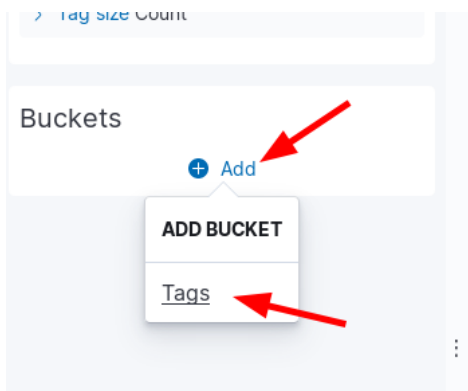 Tag size Count
Buckets
Add
ADD BUCKET
Tags